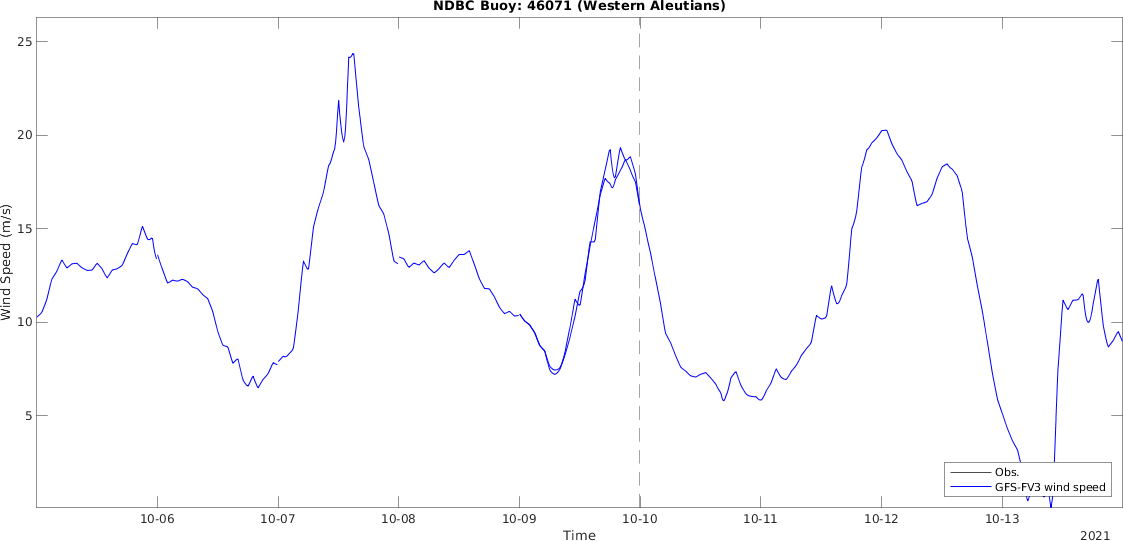 NDBC Buoy: 46071 (Western Aleutians)
25
20
15
10
5
Wind Speed (m/s)
10-06 10-07 10-08 10-09 10-10 10-11 10-12 10-13
Time
2021
Obs.
GFS-FV3 wind speed